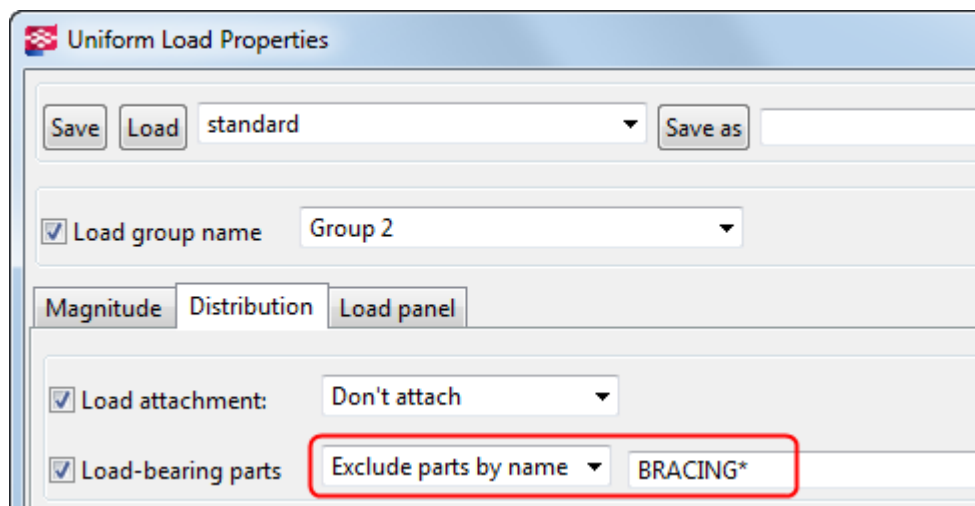 Uniform Load Properties
Save Load standard Save as
Load group name Group 2
Magnitude Distribution Load panel
Load attachment: Don't attach
Load-bearing parts Exclude parts by name BRACING*